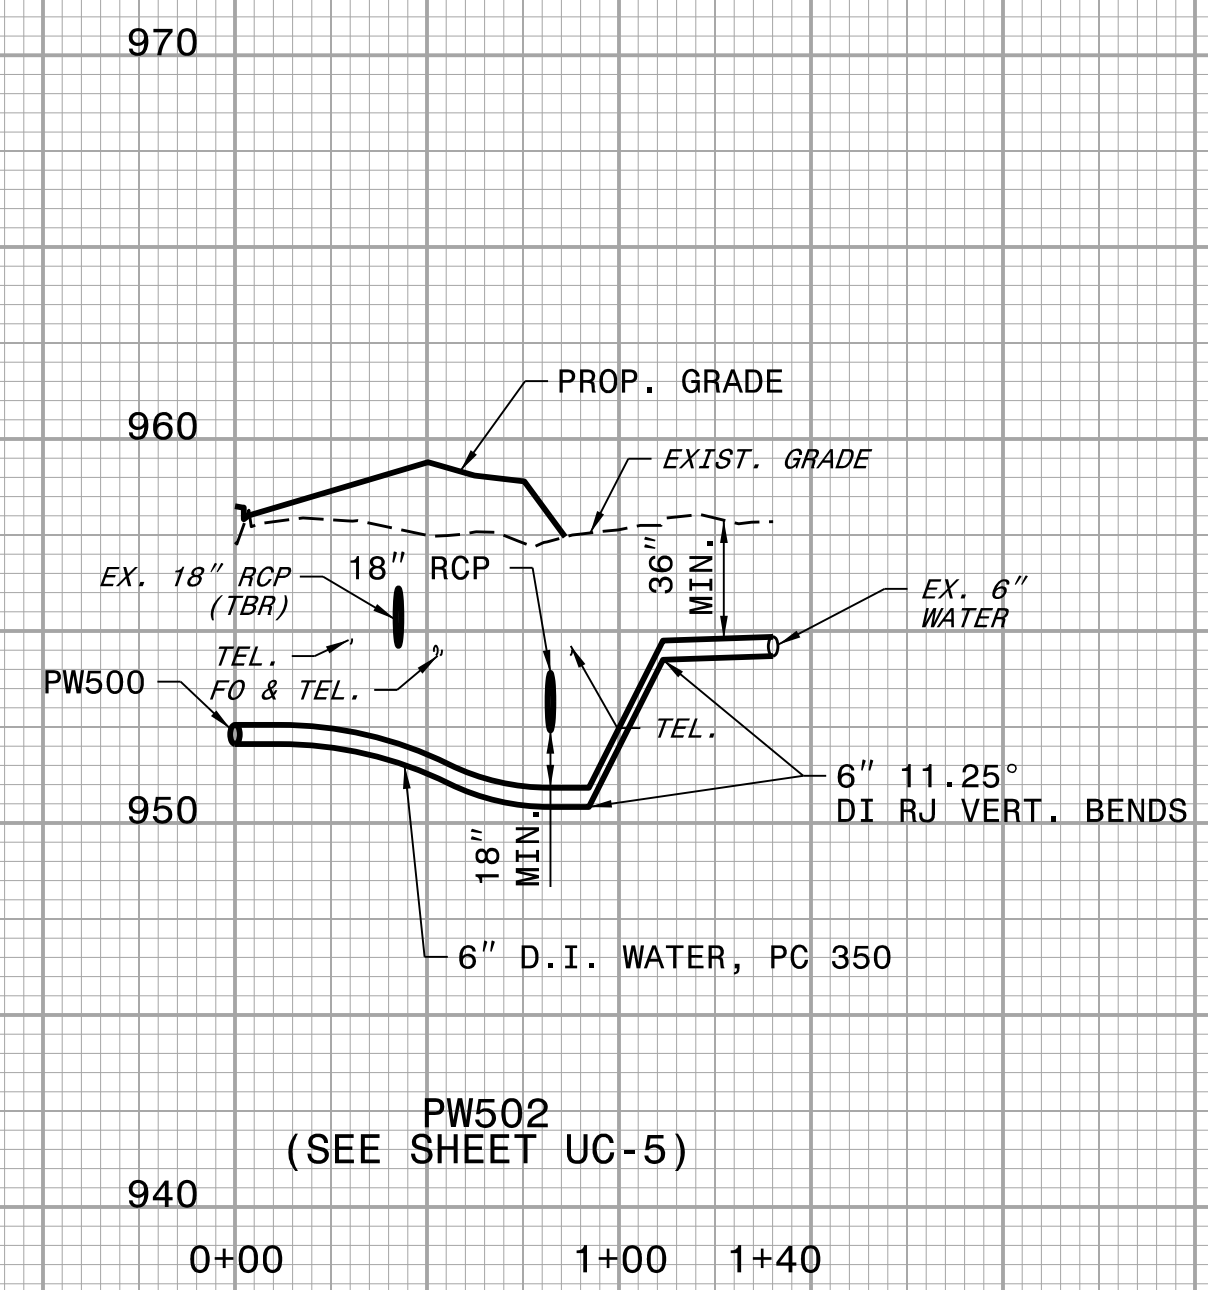 970
PROP. GRADE
960
EXIST. GRADE
EX. 18" RCP
(TBR)
18" RCP
36"
MIN.
EX. 6"
WATER
TEL.
PW500
FO & TEL.
TEL.
6" 11.25°
DI RJ VERT. BENDS
950
18"
MIN.
6" D.I. WATER, PC 350
PW502
(SEE SHEET UC-5)
940
0+00 1+00 1+40